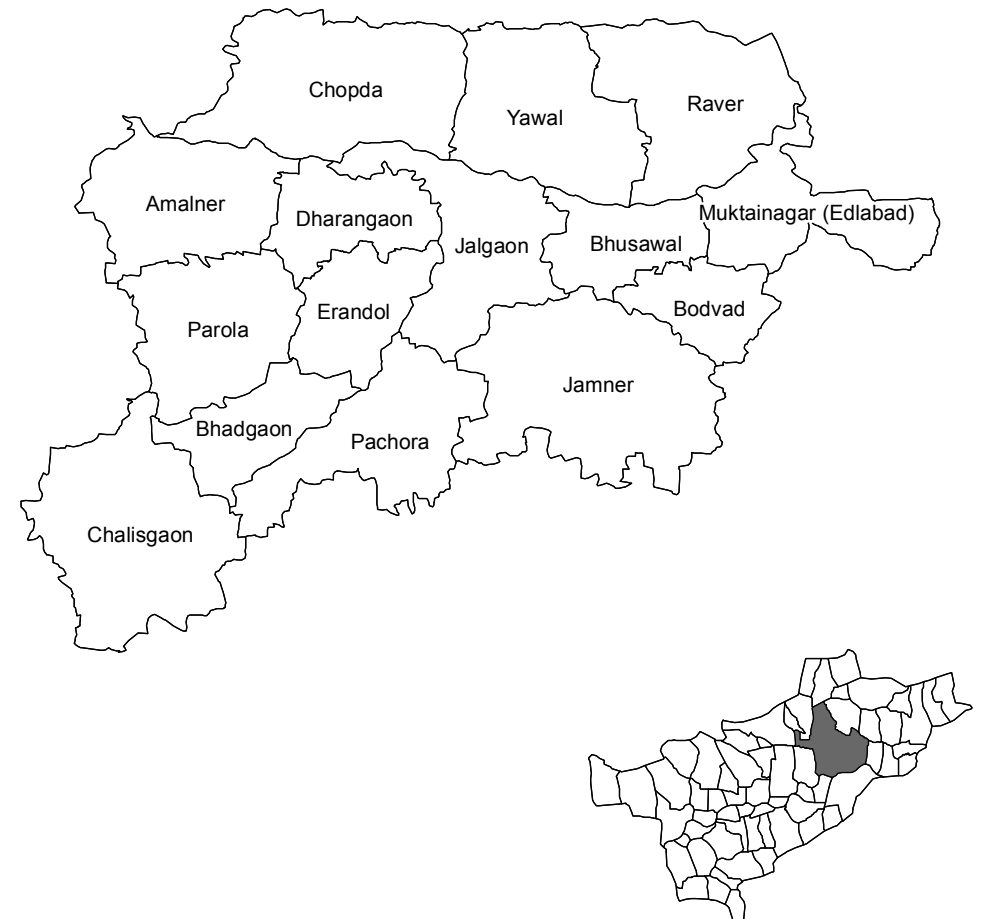 Chopda
Yawal
Raver
Amalner
Dharangaon
Jalgaon
Bhusawal
Muktainagar (Edlabad)
Parola
Erandol
Bodvad
Jamner
Bhadgaon
Pachora
Chalisgaon